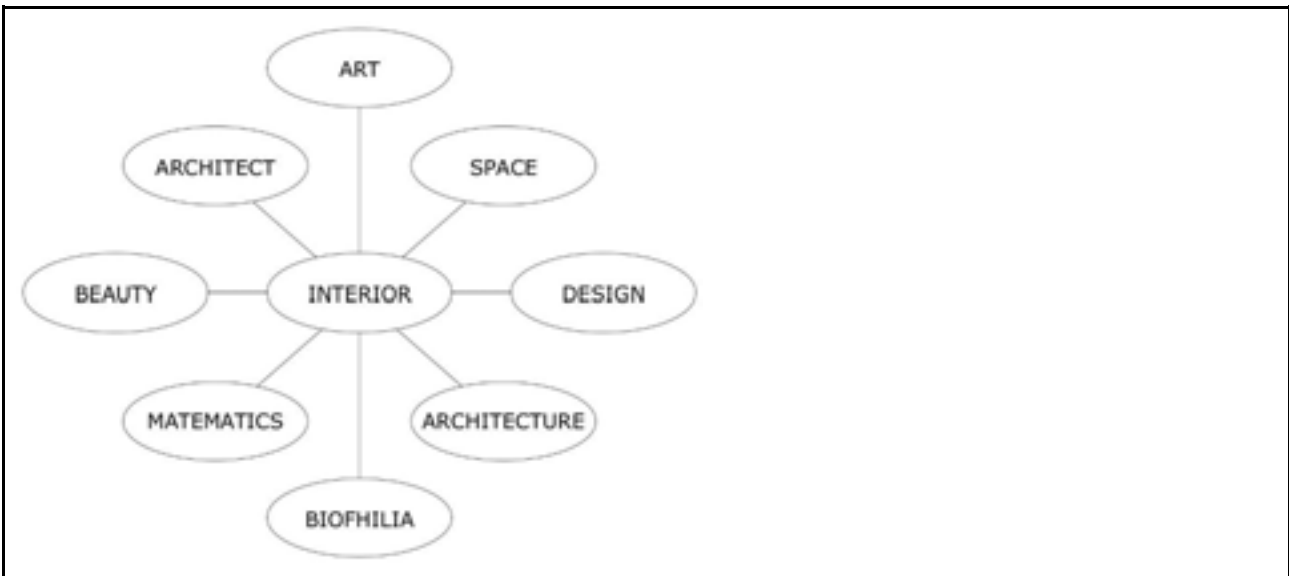 ART
ARCHITECT
SPACE
BEAUTY
INTERIOR
DESIGN
MATEMATICS
ARCHITECTURE
BIOFHILIA